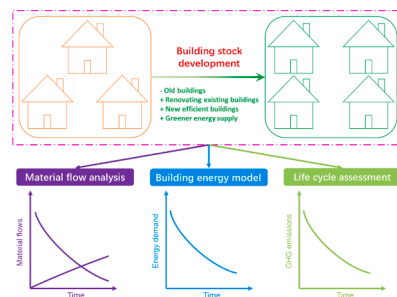 Building stock
development
- Old buildings
+ Renovating existing buildings
+ New efficient buildings
+ Greener energy supply
Material flow analysis
Building energy model
Life cycle assessment
Material flows
Time
Energy demand
Time
GHG emissions
Time